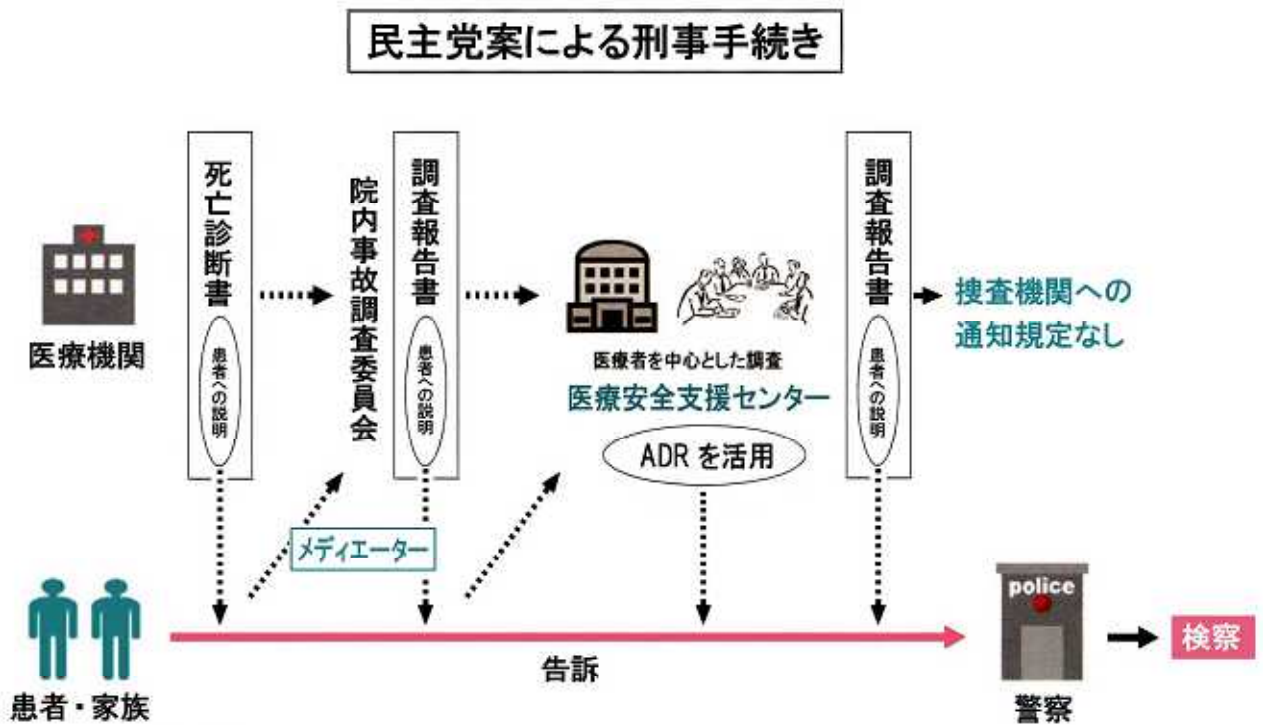 民主党案による刑事手続き
医療機関
死亡診断書
患者への説明
院内事故調査委員会
調査報告書
患者への説明
医療者を中心とした調査
医療安全支援センター
ADRを活用
調査報告書
患者への説明
捜査機関への
通知規定なし
メディエーター
患者・家族
告訴
police
警察
検察